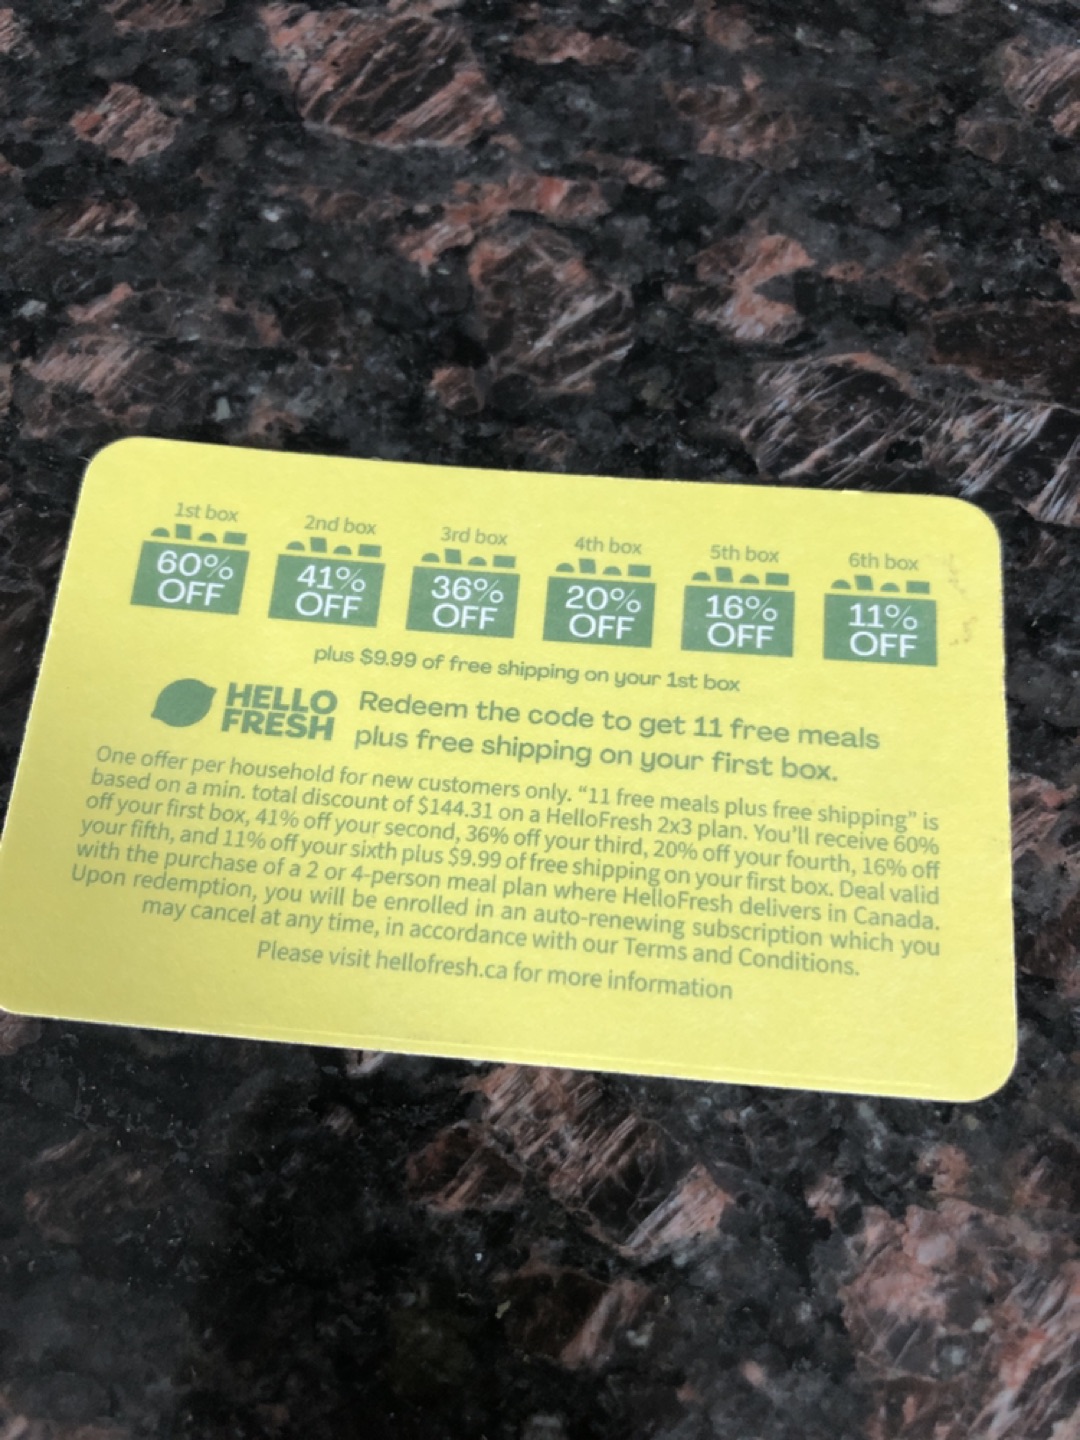 1st box 2nd box 3rd box 4th box 5th box 6th box
60% OFF 41% OFF 36% OFF 20% OFF 16% OFF 11% OFF
plus $9.99 of free shipping on your 1st box
HELLO
FRESH
Redeem the code to get 11 free meals
plus free shipping on your first box.
One offer per household for new customers only. “11 free meals plus free shipping” is
based on a min. total discount of $144.31 on a HelloFresh 2x3 plan. You'll receive 60%
off your first box, 41% off your second, 36% off your third, 20% off your fourth, 16% off
your fifth, and 11% off your sixth plus $9.99 of free shipping on your first box. Deal valid
with the purchase of a 2 or 4-person meal plan where HelloFresh delivers in Canada.
Upon redemption, you will be enrolled in an auto-renewing subscription which you
may cancel at any time, in accordance with our Terms and Conditions.
Please visit hellofresh.ca for more information